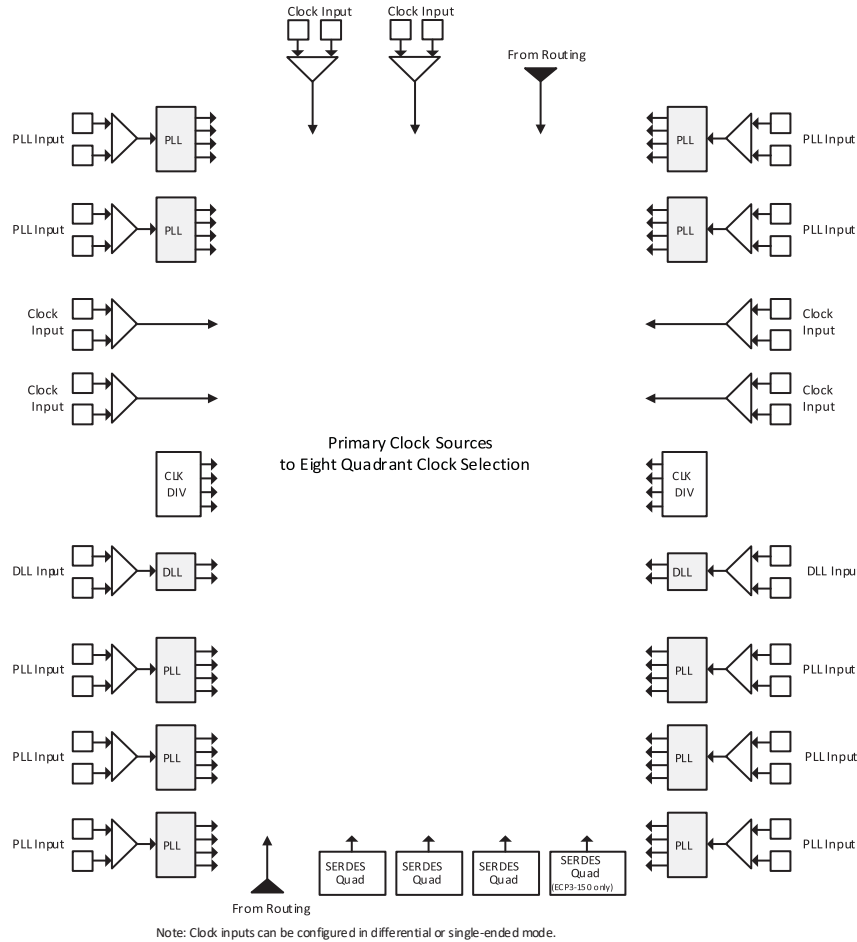 Clock Input Clock Input
From Routing
PLL Input PLL PLL PLL Input
PLL Input PLL PLL PLL Input
Clock Input Clock Input
Clock Input Clock Input
Primary Clock Sources
to Eight Quadrant Clock Selection
CLK DIV CLK DIV
DLL Input DLL DLL DLL Inpu
PLL Input PLL PLL PLL Input
PLL Input PLL PLL PLL Input
PLL Input PLL PLL PLL Input
SERDES Quad SERDES Quad SERDES Quad SERDES Quad (ECP3-150 only)
From Routing
Note: Clock inputs can be configured in differential or single-ended mode.